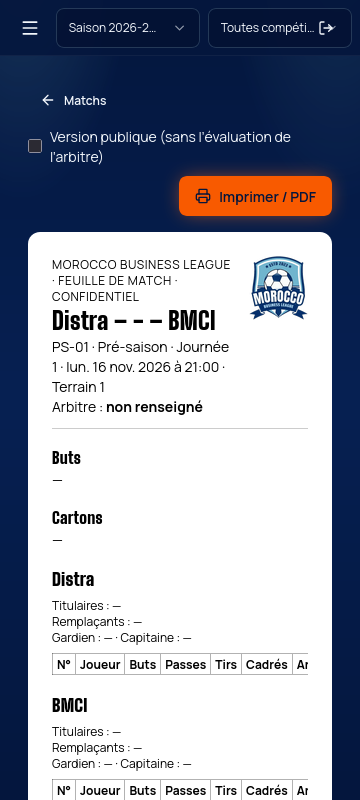 Saison 2026-2...
Toutes compéti...
Matchs
Version publique (sans l'évaluation de
l'arbitre)
Imprimer / PDF
MOROCCO BUSINESS LEAGUE
· FEUILLE DE MATCH ·
CONFIDENTIEL
MOROCCO
BUSINESS LEAGUE
Distra – – – BMCI
PS-01 · Pré-saison · Journée
1 · lun. 16 nov. 2026 à 21:00 ·
Terrain 1
Arbitre : non renseigné
Buts
—
Cartons
—
Distra
Titulaires : —
Remplaçants : —
Gardien : — · Capitaine : —
N° Joueur Buts Passes Tirs Cadrés
BMCI
Titulaires : —
Remplaçants : —
Gardien : — · Capitaine : —
N° Joueur Buts Passes Tirs Cadrés